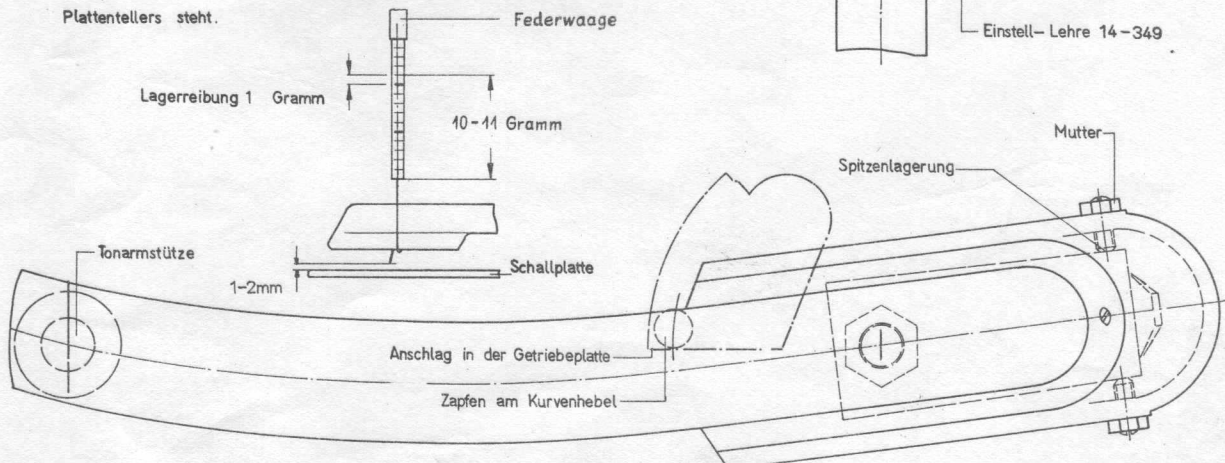 Plattentellers steht.
Federwaage
Einstell-Lehre 14-349
Lagerreibung 1 Gramm
10-11 Gramm
Mutter
Spitzenlagerung
Tonarmstütze
Schallplatte
1-2mm
Anschlag in der Getriebeplatte
Zapfen am Kurvenhebel